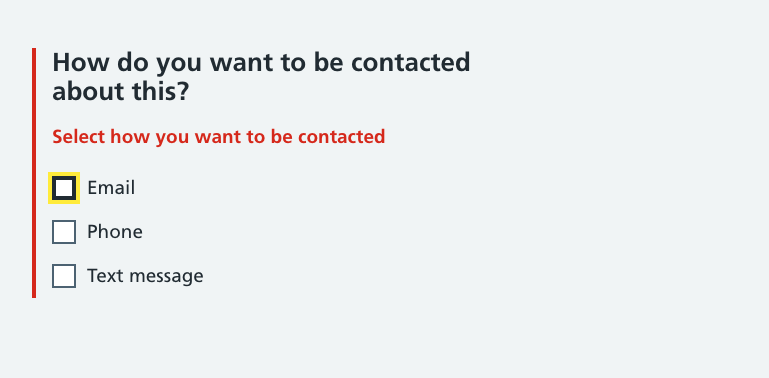 How do you want to be contacted
about this?
Select how you want to be contacted
Email
Phone
Text message